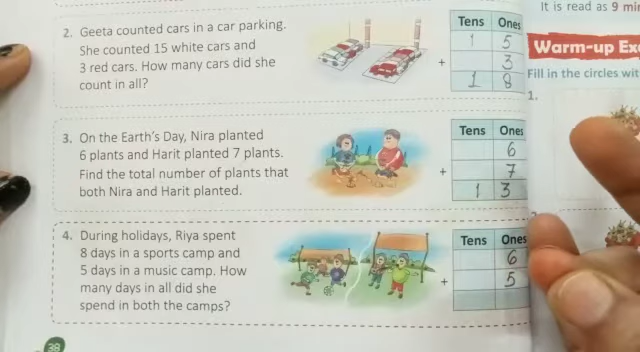 It is read as 9 min
2. Geeta counted cars in a car parking.
She counted 15 white cars and
3 red cars. How many cars did she
count in all?
Tens Ones
1 5
+ 3
1 8
Warm-up Ex
Fill in the circles wit
1.
3. On the Earth's Day, Nira planted
6 plants and Harit planted 7 plants.
Find the total number of plants that
both Nira and Harit planted.
Tens Ones
6
+ 7
1 3
4. During holidays, Riya spent
8 days in a sports camp and
5 days in a music camp. How
many days in all did she
spend in both the camps?
Tens Ones
6
+ 5
38